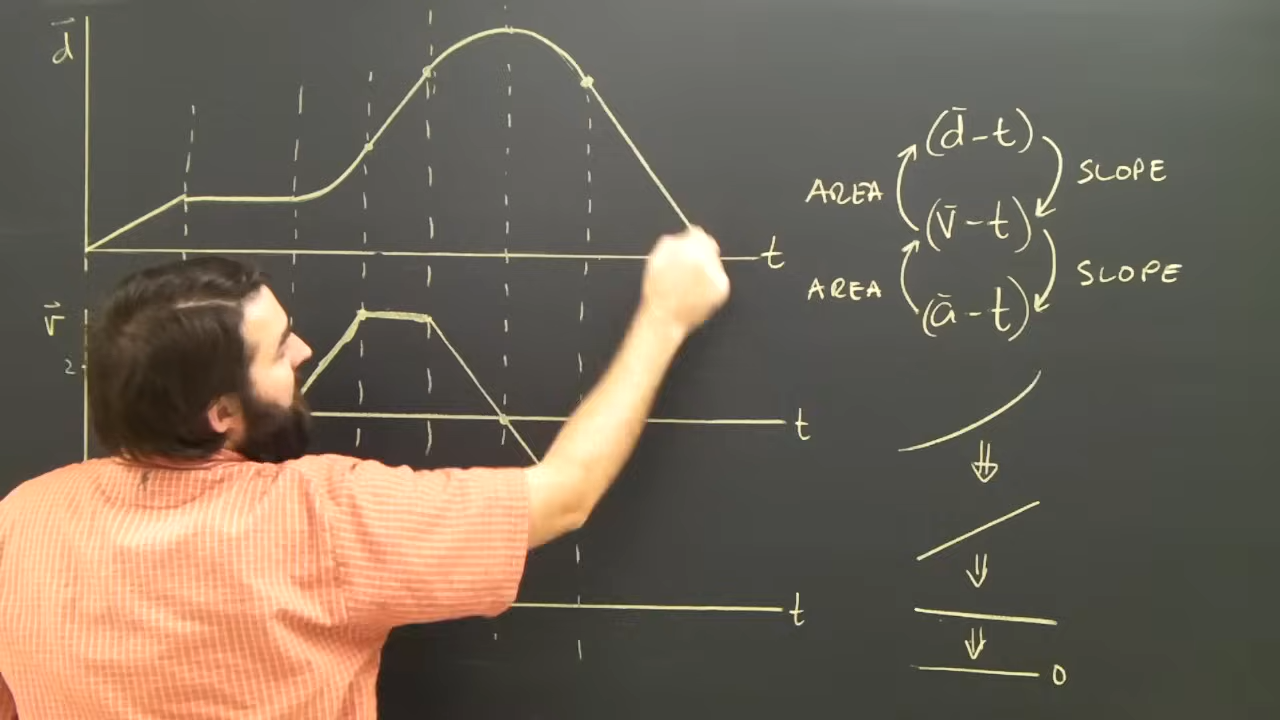 d⃗
t
v⃗
2
t
t
(d̄-t)
AREA
SLOPE
(v̄-t)
AREA
SLOPE
(ā-t)
0